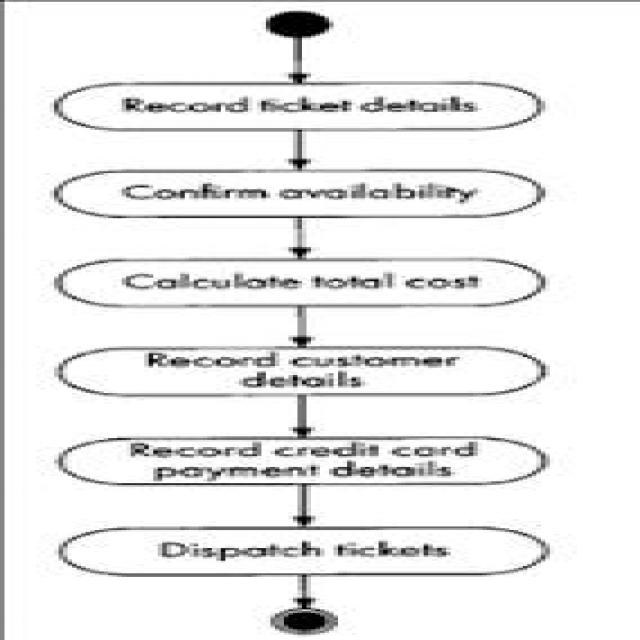 Record ticket details
Confirm availability
Calculate total cost
Record customer
details
Record credit card
payment details
Dispatch tickets